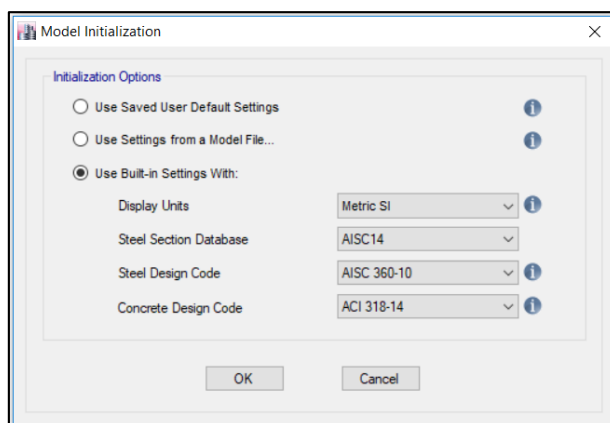 Model Initialization
Initialization Options
Use Saved User Default Settings
Use Settings from a Model File...
Use Built-in Settings With:
Display Units Metric SI
Steel Section Database AISC14
Steel Design Code AISC 360-10
Concrete Design Code ACI 318-14
OK Cancel